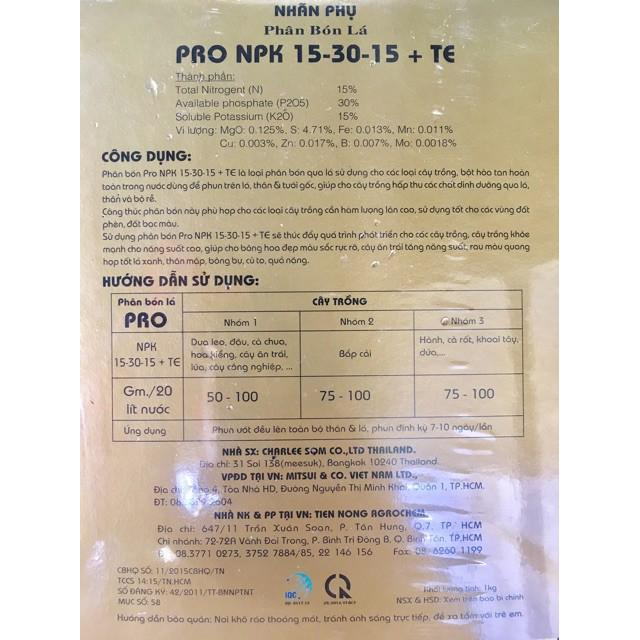 NHÃN PHỤ
Phân Bón Lá
PRO NPK 15-30-15 + TE
Thành phần:
Total Nitrogent (N) 15%
Available phosphate (P2O5) 30%
Soluble Potassium (K2O) 15%
Vi lượng: MgO: 0.125%, S: 4.71%, Fe: 0.013%, Mn: 0.011%
Cu: 0.003%, Zn: 0.017%, B: 0.007%, Mo: 0.0018%
CÔNG DỤNG:
Phân bón Pro NPK 15-30-15 + TE là loại phân bón qua lá sử dụng cho các loại cây trồng, bột hòa tan hoàn
toàn trong nước dùng để phun trên lá, thân & tưới gốc, giúp cho cây trồng hấp thu các chất dinh dưỡng qua lá,
thân và bộ rễ.
Công thức phân bón này phù hợp cho các loại cây trồng cần hàm lượng lân cao, sử dụng tốt cho các vùng đất
phèn, đất bạc màu.
Sử dụng phân bón Pro NPK 15-30-15 + TE sẽ thúc đẩy quá trình phát triển cho các cây trồng, cây trồng khỏe
mạnh cho năng suất cao, giúp cho bông hoa đẹp màu sắc rực rỡ, cây ăn trái tăng năng suất, rau màu quang
hợp tốt lá xanh, thân mập, bông bự, củ to, quả nặng.
HƯỚNG DẪN SỬ DỤNG:
Phân bón lá
PRO
CÂY TRỒNG
Nhóm 1 Nhóm 2 Nhóm 3
NPK
15-30-15 + TE
Dưa leo, đậu, cà chua,
hoa kiểng, cây ăn trái,
lúa, cây công nghiệp, ...
Bắp cải
Hành, cà rốt, khoai tây,
dứa,...
Gm./20
lít nước
50 - 100 75 - 100 75 - 100
Ứng dụng Phun ướt đều lên toàn bộ thân & lá, phun định kỳ 7-10 ngày/lần
NHÀ SX: CHARLEE SOM CO.,LTD THAILAND.
Địa chỉ: 31 Soi 138(meesuk), Bangkok 10240 Thailand.
VPĐD TẠI VN: MITSUI & CO. VIET NAM LTD.,
Địa chỉ: 4, Tòa Nhà HD, Đường Nguyễn Thị Minh Khai, Quận 1, TP.HCM.
ĐT: 2604
NHÀ NK & PP TẠI VN: TIEN NONG AGROCHEM
Địa chỉ: 647/11 Trần Xuân Soạn, P. Tân Hưng, Q.7, TP. HCM
Chi nhánh: 72-72A Vành Đai Trong, P. Bình Trị Đông B, Q. Bình Tân, TP.HCM
ĐT: 08.3771 0273, 3752 7884/85, 22 146 156 Fax: 08-6260 1199
CBHQ SỐ: 11/2015CBHQ/TN
TCCS 14:15/TN.HCM
SỐ ĐĂNG KÝ: 42/2011/TT-BNNPTNT
MỤC SỐ: 58
Khối lượng tịnh: 1kg
NSX & HSD: Xem trên bao bì chính
Hướng dẫn bảo quản: Nơi khô ráo thoáng mát, tránh ánh sáng trực tiếp, để xa tầm với trẻ em.